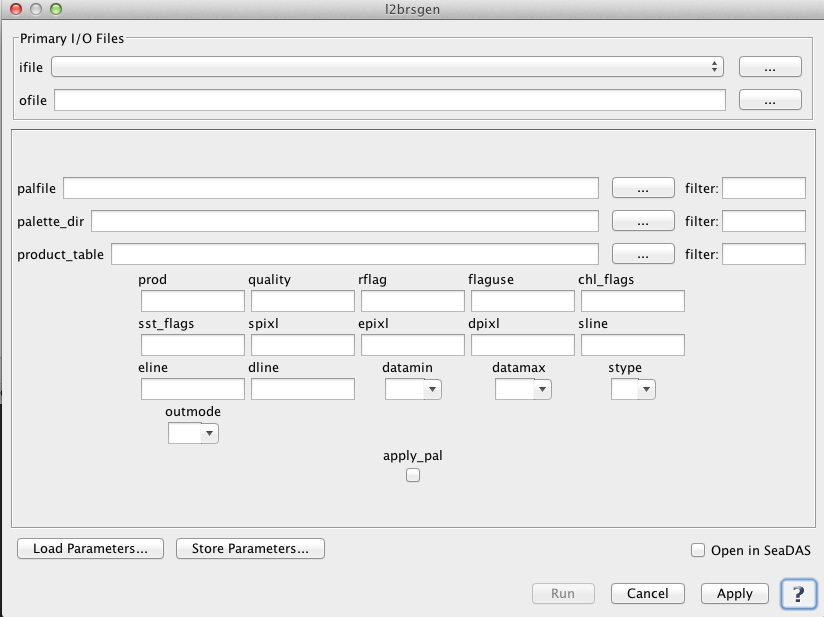 l2brsgen
Primary I/O Files
ifile ...
ofile ...
palfile ... filter:
palette_dir ... filter:
product_table ... filter:
prod quality rflag flaguse chl_flags
sst_flags spixl epixl dpixl sline
eline dline datamin datamax stype
outmode
apply_pal
Load Parameters... Store Parameters... Open in SeaDAS
Run Cancel Apply ?